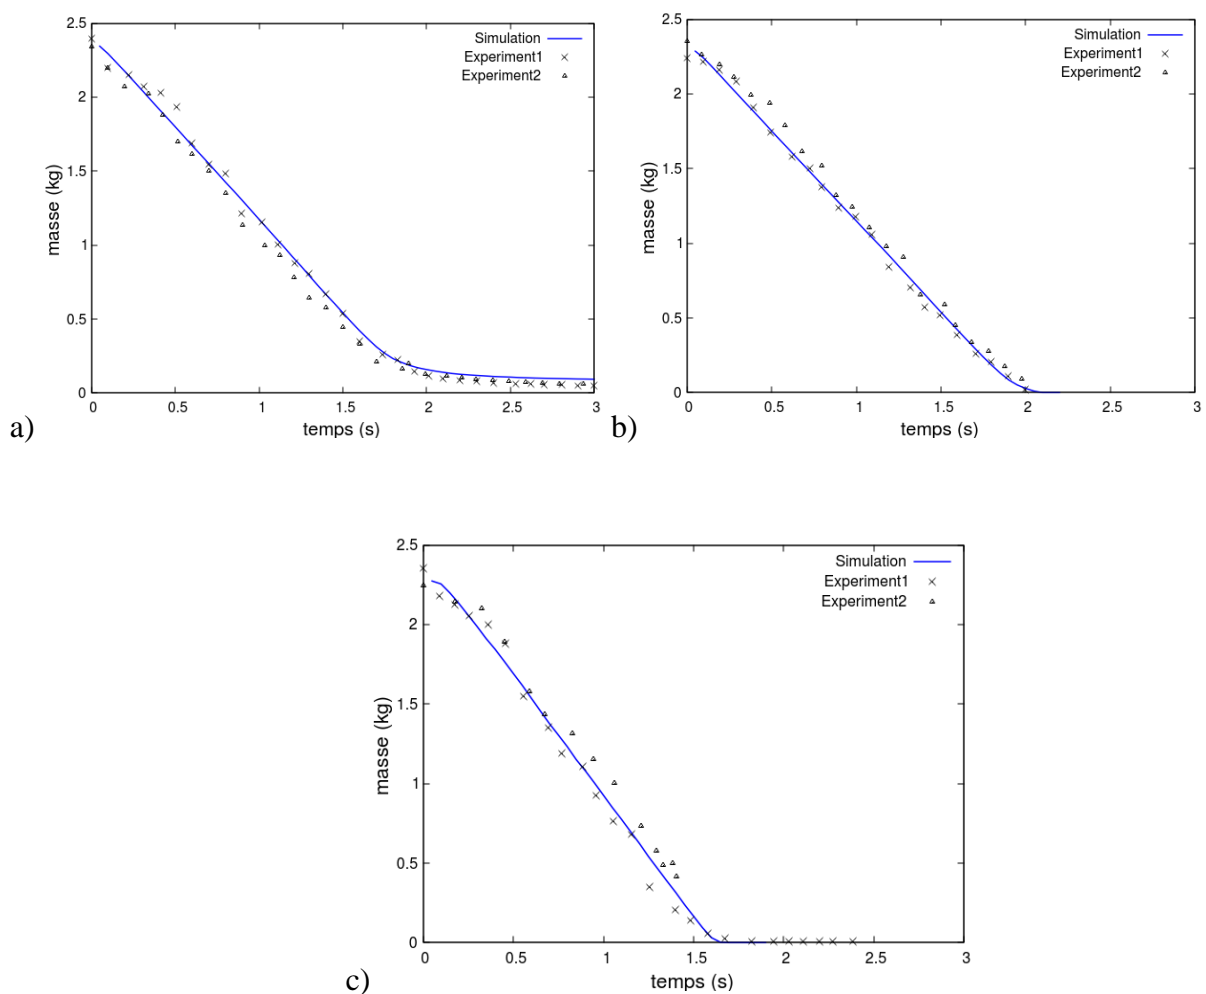 2.5
2
1.5
1
0.5
0
masse (kg)
Simulation
Experiment1
Experiment2
0 0.5 1 1.5 2 2.5 3
temps (s)
a)
2.5
2
1.5
1
0.5
0
masse (kg)
Simulation
Experiment1
Experiment2
0 0.5 1 1.5 2 2.5 3
temps (s)
b)
2.5
2
1.5
1
0.5
0
masse (kg)
Simulation
Experiment1
Experiment2
0 0.5 1 1.5 2 2.5 3
temps (s)
c)